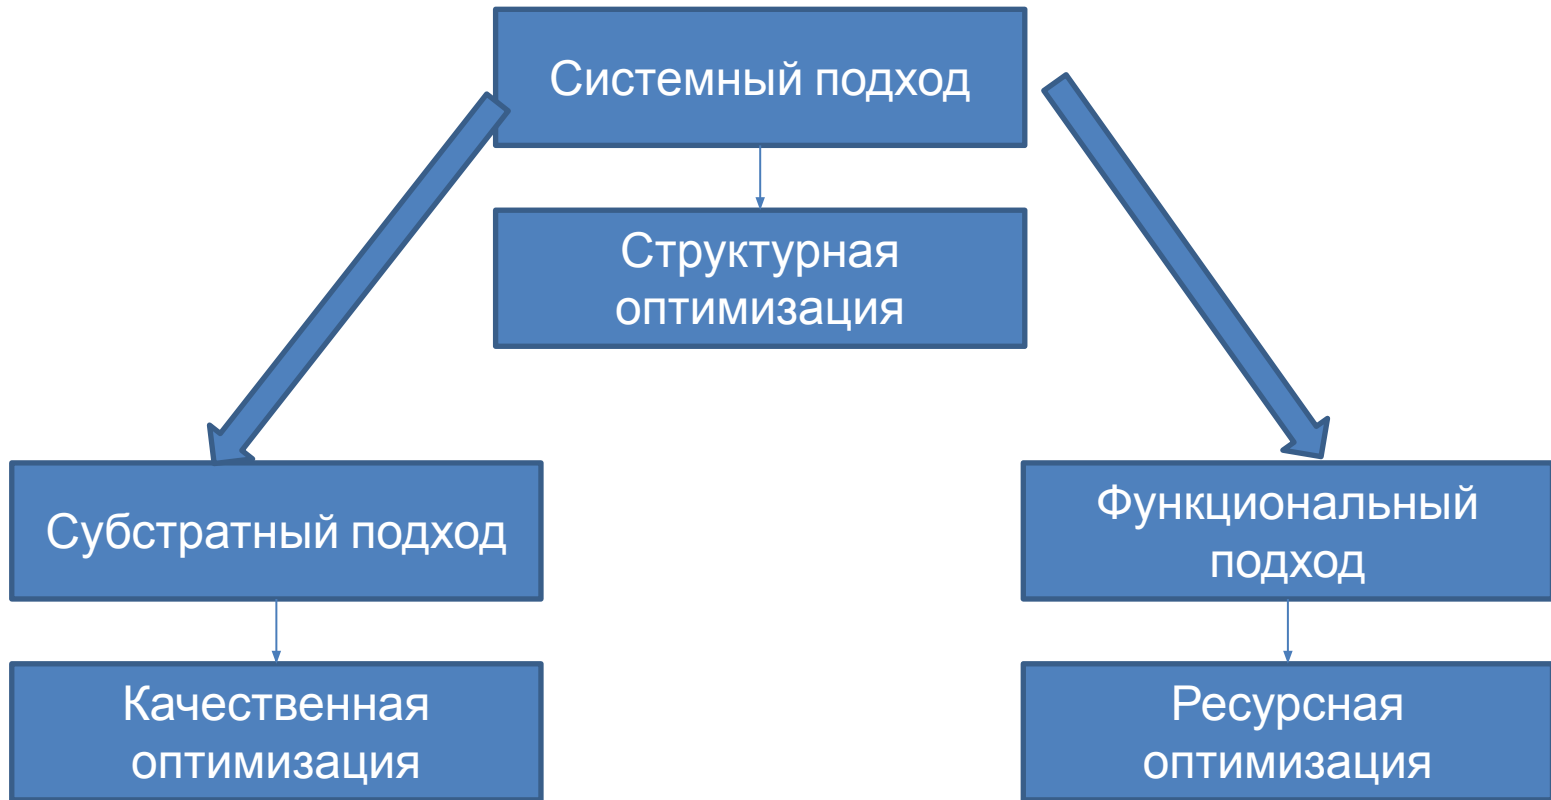 Системный подход
Структурная
оптимизация
Субстратный подход
Функциональный
подход
Качественная
оптимизация
Ресурсная
оптимизация